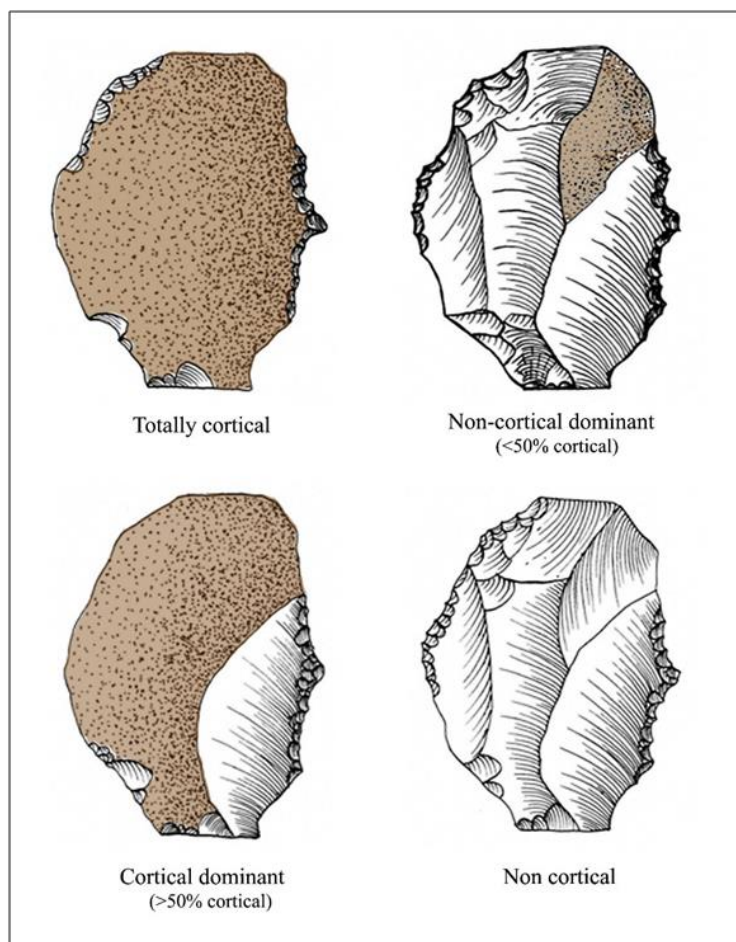 Totally cortical
Non-cortical dominant
(<50% cortical)
Cortical dominant
(>50% cortical)
Non cortical